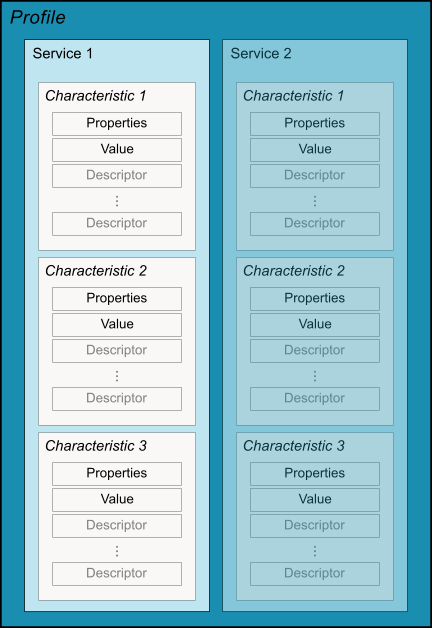 Profile
Service 1
Characteristic 1
Properties
Value
Descriptor
⋮
Descriptor
Characteristic 2
Properties
Value
Descriptor
⋮
Descriptor
Characteristic 3
Properties
Value
Descriptor
⋮
Descriptor
Service 2
Characteristic 1
Properties
Value
Descriptor
⋮
Descriptor
Characteristic 2
Properties
Value
Descriptor
⋮
Descriptor
Characteristic 3
Properties
Value
Descriptor
⋮
Descriptor